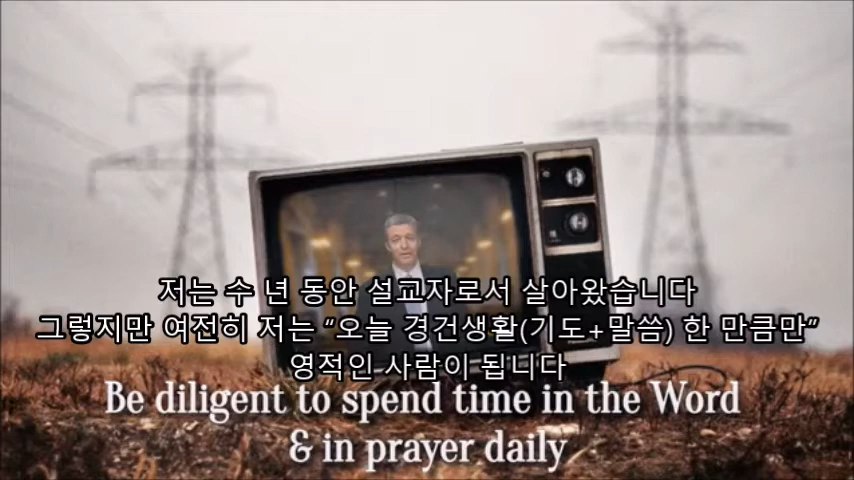 저는 수 년 동안 설교자로서 살아왔습니다
그렇지만 여전히 저는 “오늘 경건생활(기도+말씀) 한 만큼만”
영적인 사람이 됩니다
Be diligent to spend time in the Word
& in prayer daily